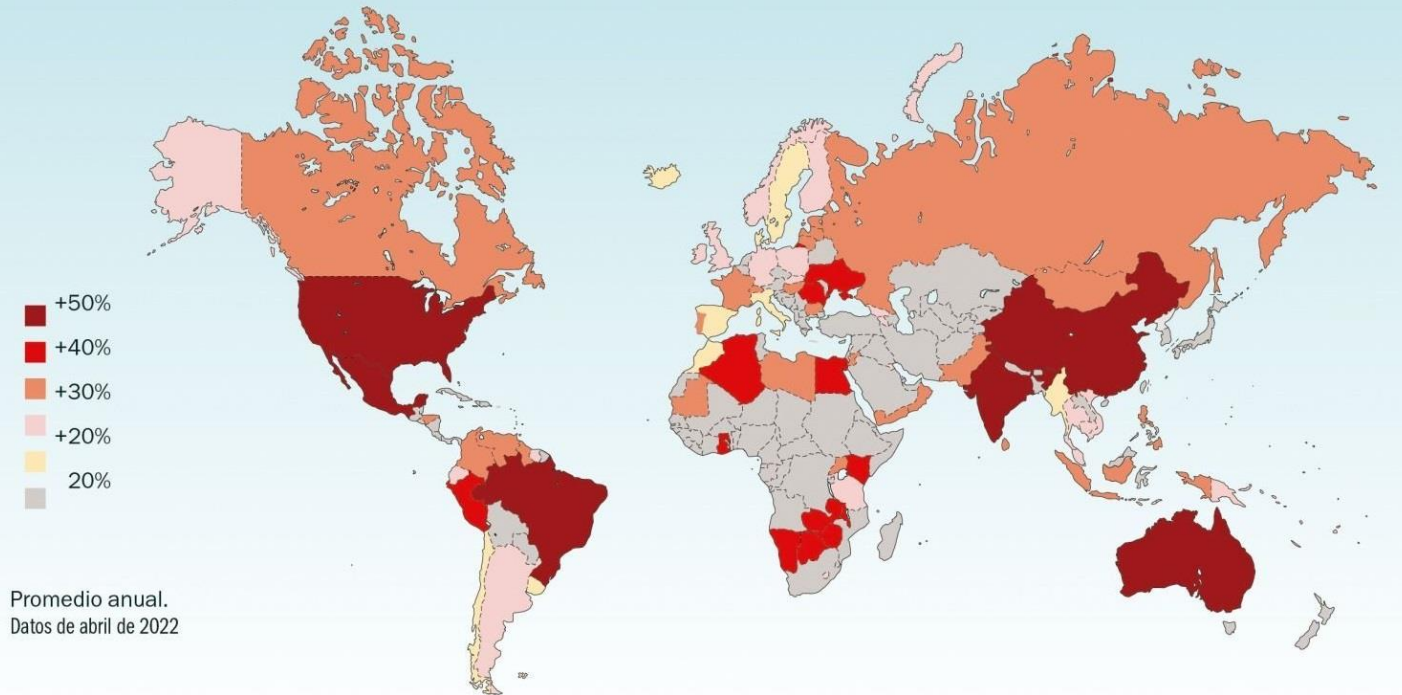 +50%
+40%
+30%
+20%
20%
Promedio anual.
Datos de abril de 2022